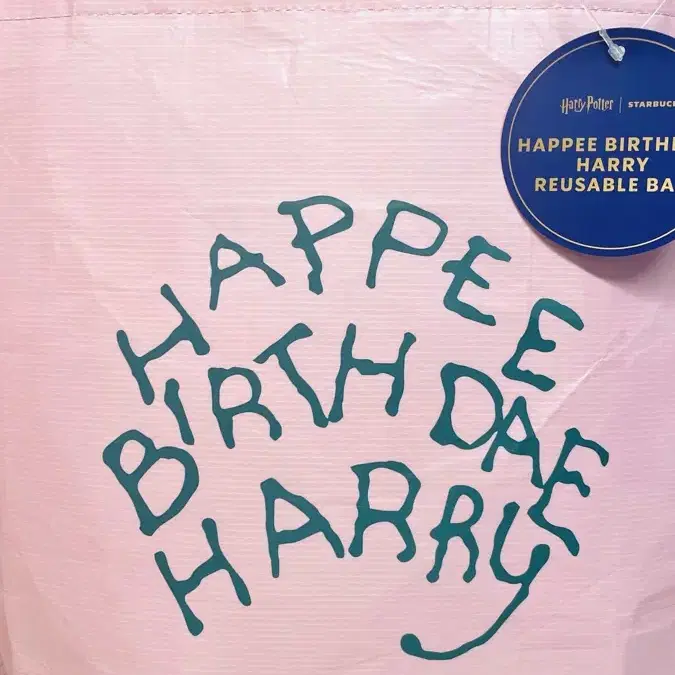 HAPPEE
BIRTHDAE
HARRY
Harry Potter | STARBUC
HAPPEE BIRTH
HARRY
REUSABLE BA